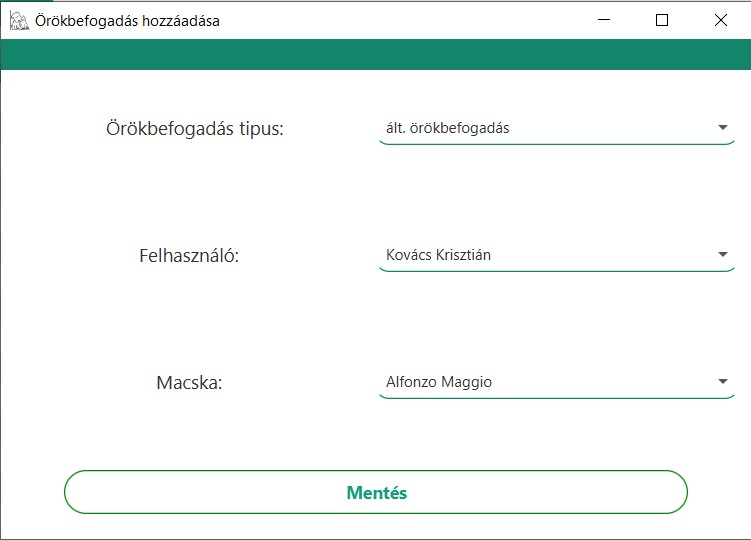 Örökbefogadás hozzáadása
Örökbefogadás tipus:
ált. örökbefogadás
Felhasználó:
Kovács Krisztián
Macska:
Alfonzo Maggio
Mentés